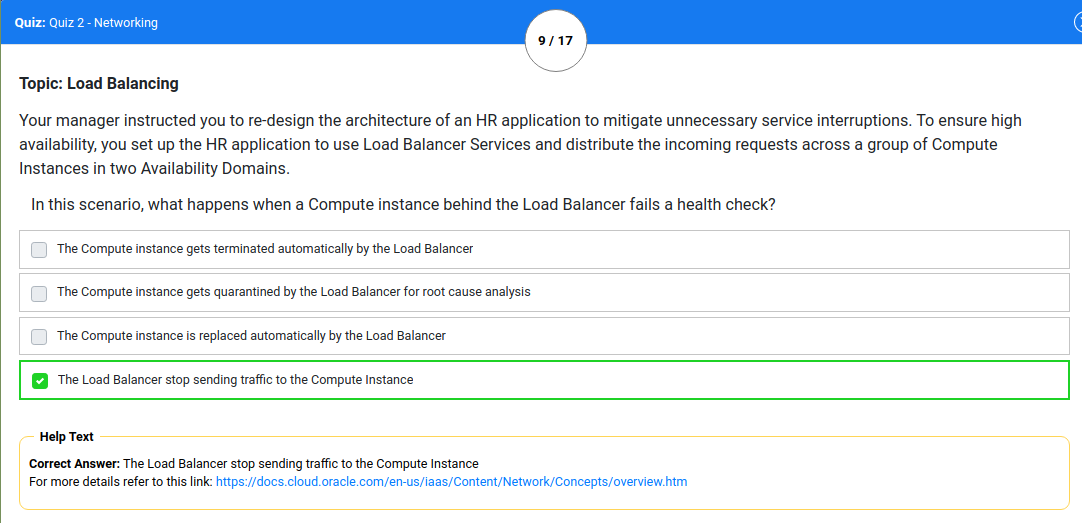 Quiz: Quiz 2 - Networking
9 / 17
Topic: Load Balancing
Your manager instructed you to re-design the architecture of an HR application to mitigate unnecessary service interruptions. To ensure high
availability, you set up the HR application to use Load Balancer Services and distribute the incoming requests across a group of Compute
Instances in two Availability Domains.
In this scenario, what happens when a Compute instance behind the Load Balancer fails a health check?
The Compute instance gets terminated automatically by the Load Balancer
The Compute instance gets quarantined by the Load Balancer for root cause analysis
The Compute instance is replaced automatically by the Load Balancer
The Load Balancer stop sending traffic to the Compute Instance
Help Text
Correct Answer: The Load Balancer stop sending traffic to the Compute Instance
For more details refer to this link: https://docs.cloud.oracle.com/en-us/iaas/Content/Network/Concepts/overview.htm